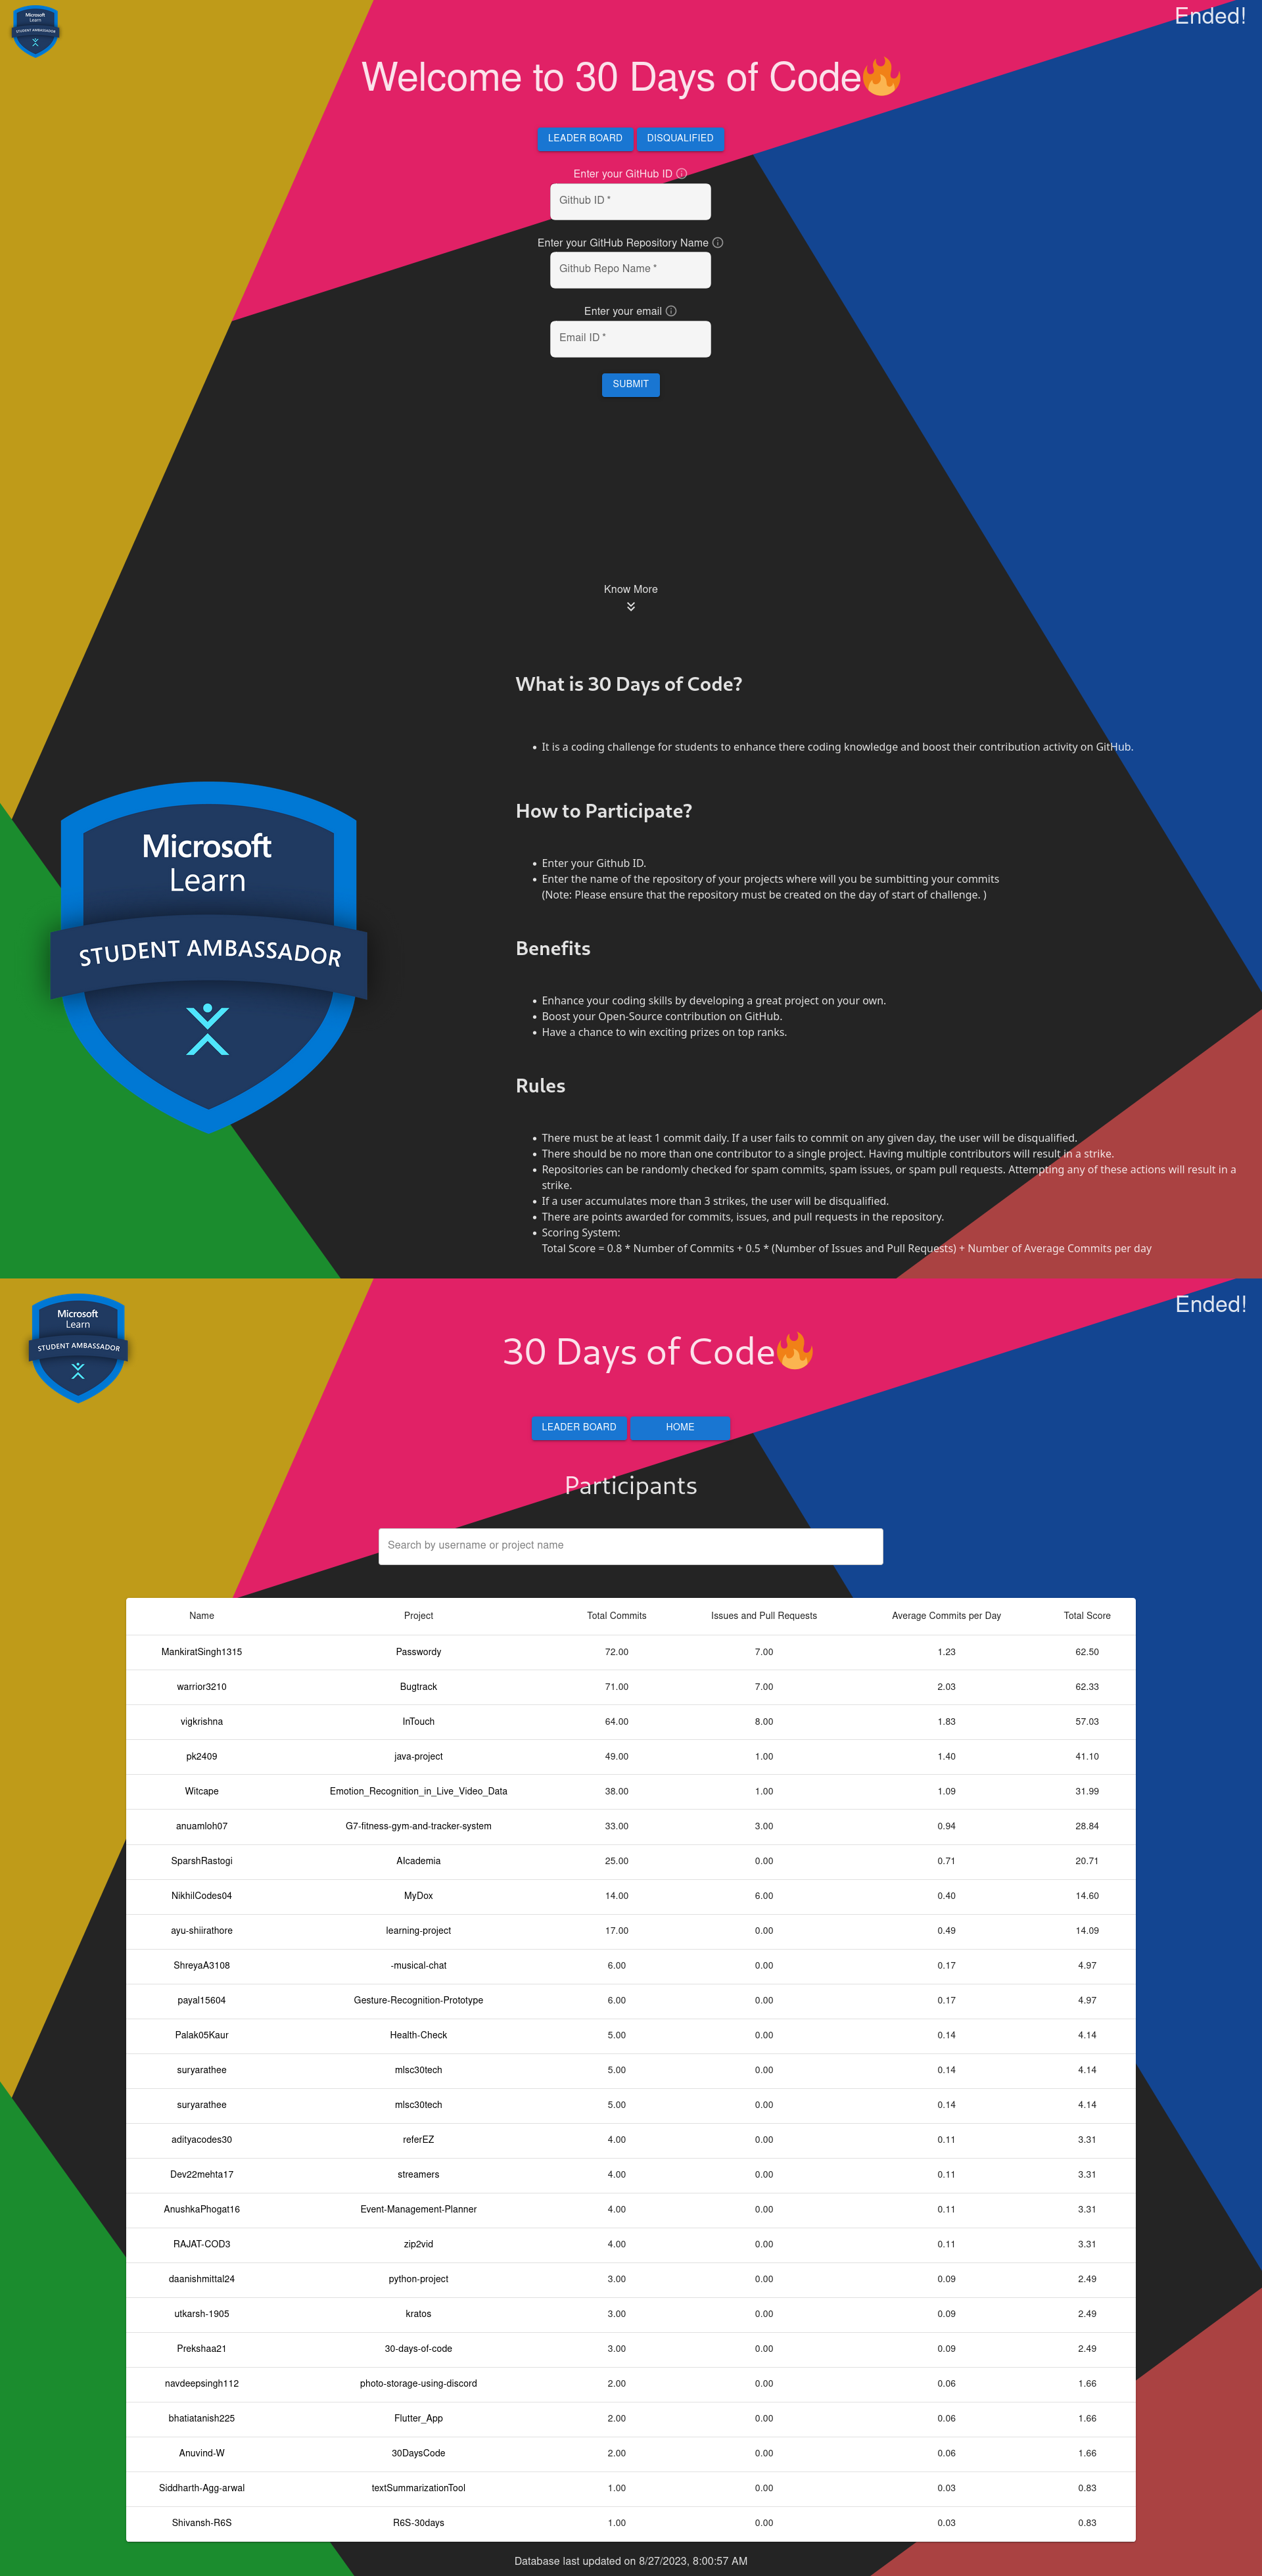 Microsoft
Learn
STUDENT AMBASSADOR
Ended!
Welcome to 30 Days of Code🔥
LEADER BOARD DISQUALIFIED
Enter your GitHub ID
Github ID *
Enter your GitHub Repository Name
Github Repo Name *
Enter your email
Email ID *
SUBMIT
Know More
What is 30 Days of Code?
• It is a coding challenge for students to enhance there coding knowledge and boost their contribution activity on GitHub.
Microsoft
Learn
STUDENT AMBASSADOR
How to Participate?
• Enter your Github ID.
• Enter the name of the repository of your projects where will you be sumbitting your commits
(Note: Please ensure that the repository must be created on the day of start of challenge. )
Benefits
• Enhance your coding skills by developing a great project on your own.
• Boost your Open-Source contribution on GitHub.
• Have a chance to win exciting prizes on top ranks.
Rules
• There must be at least 1 commit daily. If a user fails to commit on any given day, the user will be disqualified.
• There should be no more than one contributor to a single project. Having multiple contributors will result in a strike.
• Repositories can be randomly checked for spam commits, spam issues, or spam pull requests. Attempting any of these actions will result in a
strike.
• If a user accumulates more than 3 strikes, the user will be disqualified.
• There are points awarded for commits, issues, and pull requests in the repository.
• Scoring System:
Total Score = 0.8 * Number of Commits + 0.5 * (Number of Issues and Pull Requests) + Number of Average Commits per day
Microsoft
Learn
STUDENT AMBASSADOR
Ended!
30 Days of Code🔥
LEADER BOARD HOME
Participants
Search by username or project name
Name Project Total Commits Issues and Pull Requests Average Commits per Day Total Score
MankiratSingh1315 Passwordy 72.00 7.00 1.23 62.50
warrior3210 Bugtrack 71.00 7.00 2.03 62.33
vigkrishna InTouch 64.00 8.00 1.83 57.03
pk2409 java-project 49.00 1.00 1.40 41.10
Witcape Emotion_Recognition_in_Live_Video_Data 38.00 1.00 1.09 31.99
anuamloh07 G7-fitness-gym-and-tracker-system 33.00 3.00 0.94 28.84
SparshRastogi AIcademia 25.00 0.00 0.71 20.71
NikhilCodes04 MyDox 14.00 6.00 0.40 14.60
ayu-shiirathore learning-project 17.00 0.00 0.49 14.09
ShreyaA3108 -musical-chat 6.00 0.00 0.17 4.97
payal15604 Gesture-Recognition-Prototype 6.00 0.00 0.17 4.97
Palak05Kaur Health-Check 5.00 0.00 0.14 4.14
suryarathee mlsc30tech 5.00 0.00 0.14 4.14
suryarathee mlsc30tech 5.00 0.00 0.14 4.14
adityacodes30 referEZ 4.00 0.00 0.11 3.31
Dev22mehta17 streamers 4.00 0.00 0.11 3.31
AnushkaPhogat16 Event-Management-Planner 4.00 0.00 0.11 3.31
RAJAT-COD3 zip2vid 4.00 0.00 0.11 3.31
daanishmittal24 python-project 3.00 0.00 0.09 2.49
utkarsh-1905 kratos 3.00 0.00 0.09 2.49
Prekshaa21 30-days-of-code 3.00 0.00 0.09 2.49
navdeepsingh112 photo-storage-using-discord 2.00 0.00 0.06 1.66
bhatiatanish225 Flutter_App 2.00 0.00 0.06 1.66
Anuvind-W 30DaysCode 2.00 0.00 0.06 1.66
Siddharth-Agg-arwal textSummarizationTool 1.00 0.00 0.03 0.83
Shivansh-R6S R6S-30days 1.00 0.00 0.03 0.83
Database last updated on 8/27/2023, 8:00:57 AM